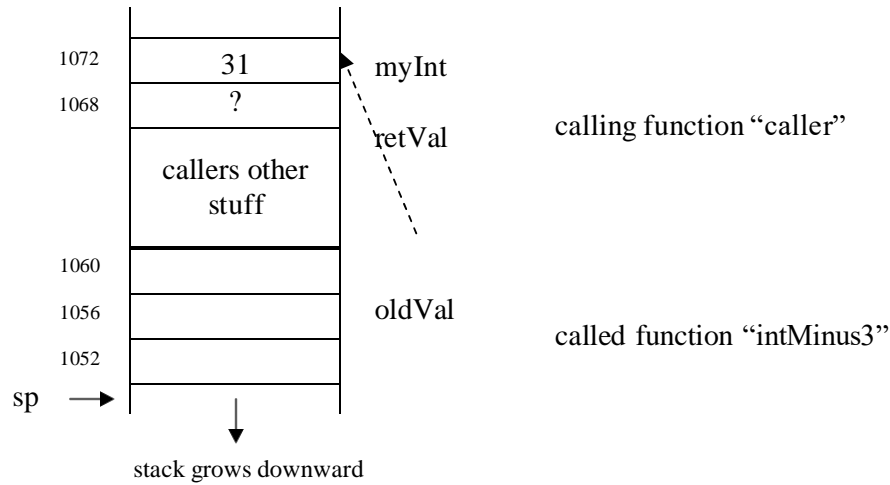 1072
31
myInt
1068
?
retVal
calling function “caller”
callers other
stuff
1060
1056
oldVal
called function “intMinus3”
1052
sp
stack grows downward